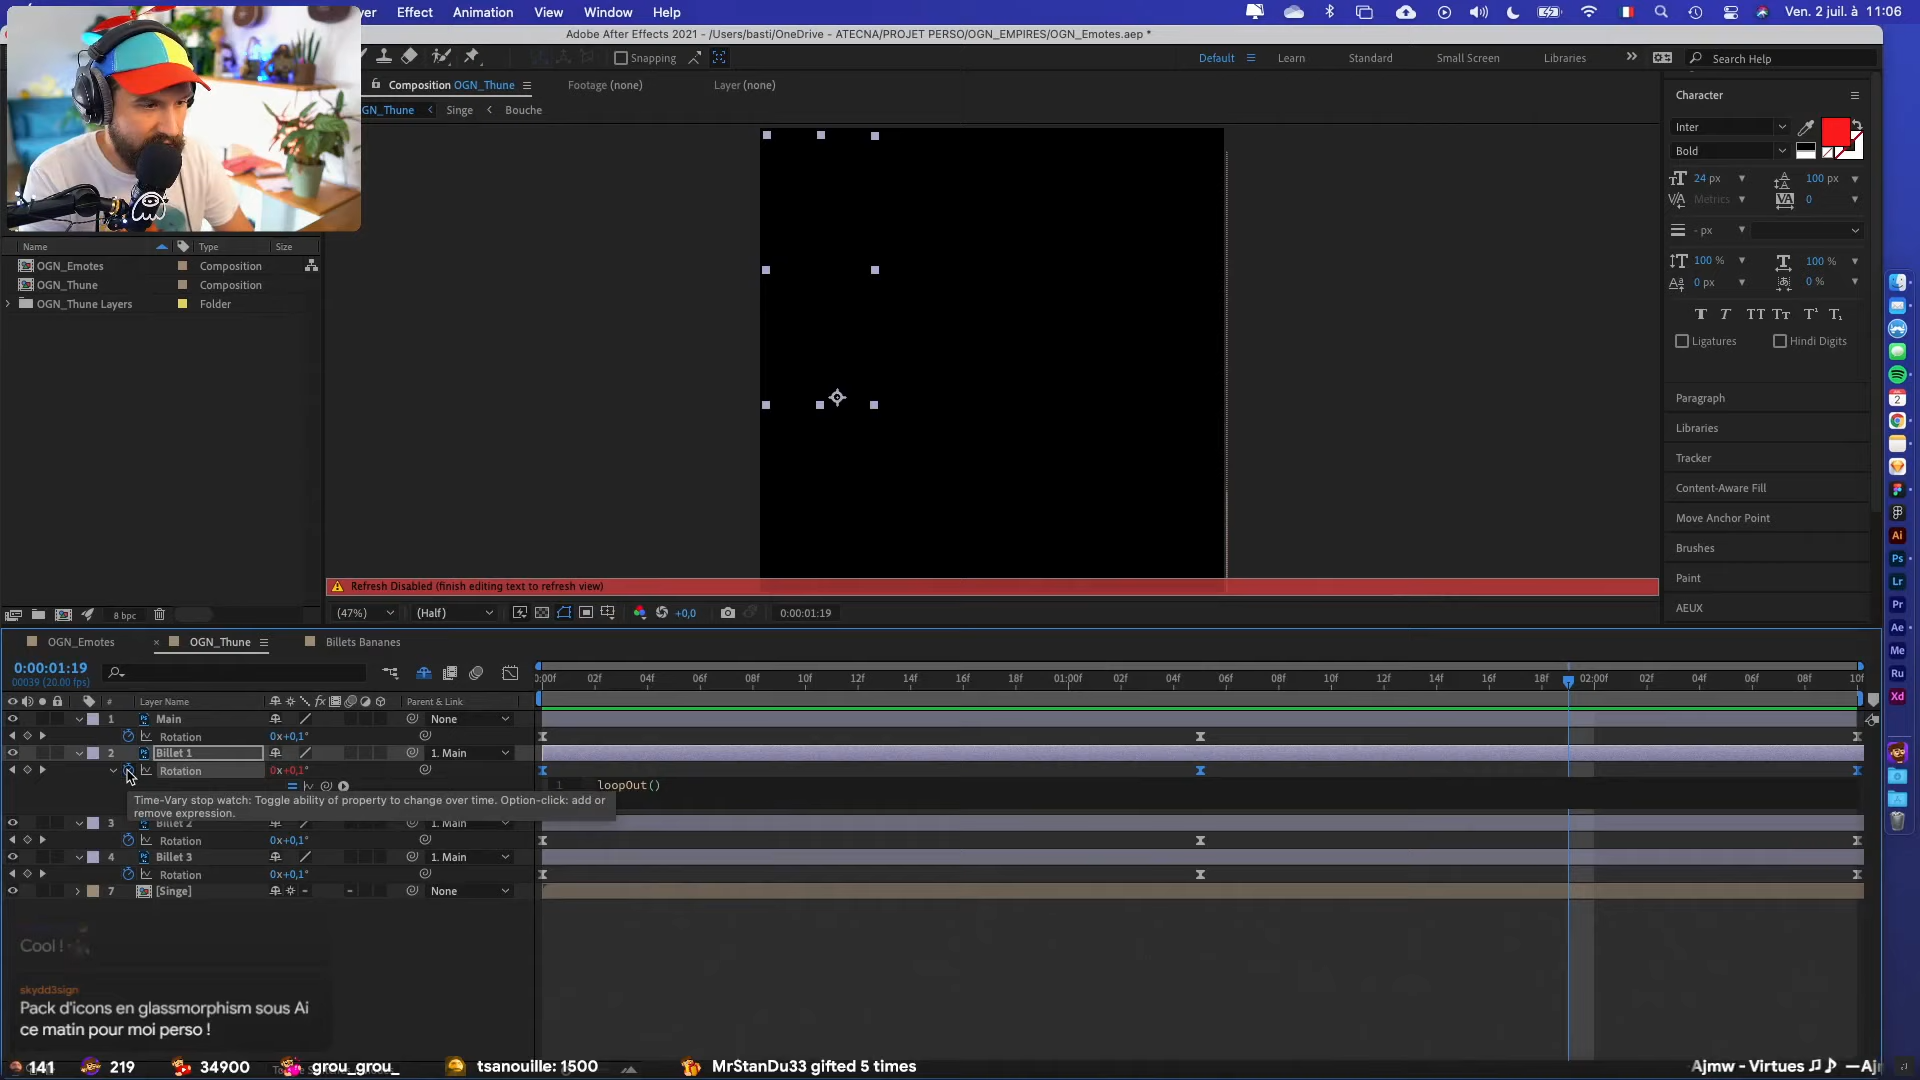 yer Effect Animation View Window Help
Ven. 2 juil. à 11:06
Adobe After Effects 2021 - /Users/basti/OneDrive - ATECNA/PROJET PERSO/OGN_EMPIRES/OGN_Emotes.aep *
Snapping
Default
Learn
Standard
Small Screen
Libraries
Search Help
Composition OGN_Thune
Footage (none)
Layer (none)
GN_Thune
Singe
Bouche
Character
Inter
Bold
24 px
100 px
Metrics
0
- px
100 %
100 %
0 px
0 %
Ligatures
Hindi Digits
Paragraph
Libraries
Tracker
Content-Aware Fill
Move Anchor Point
Brushes
Paint
AEUX
Name
Type
Size
OGN_Emotes
Composition
OGN_Thune
Composition
OGN_Thune Layers
Folder
8 bpc
Refresh Disabled (finish editing text to refresh view)
(47%)
(Half)
+0,0
0:00:01:19
OGN_Emotes
OGN_Thune
Billets Bananes
0:00:01:19
00039 (20.00 fps)
# Layer Name
Parent & Link
0:00f 02f 04f 06f 08f 10f 12f 14f 16f 18f 01:00f 02f 04f 06f 08f 10f 12f 14f 16f 18f 02:00f 02f 04f 06f 08f 10f
1 Main None
Rotation 0x+0,1°
2 Billet 1 1. Main
Rotation 0x+0,1°
1 loopOut()
Time-Vary stop watch: Toggle ability of property to change over time. Option-click: add or
remove expression.
3 Billet 2 1. Main
Rotation 0x+0,1°
4 Billet 3 1. Main
Rotation 0x+0,1°
7 [Singe] None
Cool !
skydd3sign
Pack d'icons en glassmorphism sous Ai
ce matin pour moi perso !
141
219
34900
grou_grou_
tsanouille: 1500
MrStanDu33 gifted 5 times
Ajmw - Virtues
Ai
Ps
Lr
Pr
Ae
Me
Ru
Xd